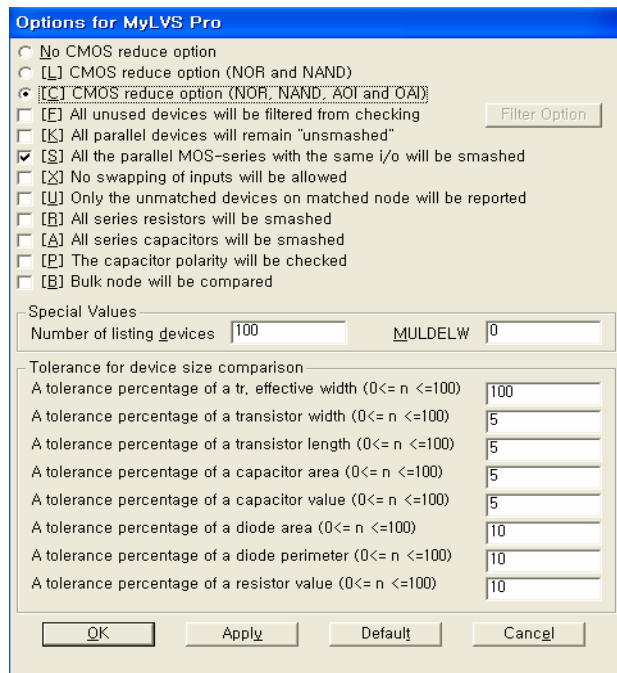 Options for MyLVS Pro
No CMOS reduce option
[L] CMOS reduce option (NOR and NAND)
[C] CMOS reduce option (NOR, NAND, AOI and OAI)
[F] All unused devices will be filtered from checking
Filter Option
[K] All parallel devices will remain "unsmashed"
[S] All the parallel MOS-series with the same i/o will be smashed
[X] No swapping of inputs will be allowed
[U] Only the unmatched devices on matched node will be reported
[R] All series resistors will be smashed
[A] All series capacitors will be smashed
[P] The capacitor polarity will be checked
[B] Bulk node will be compared
Special Values
Number of listing devices 100 MULDELW 0
Tolerance for device size comparison
A tolerance percentage of a tr, effective width (0<= n <=100) 100
A tolerance percentage of a transistor width (0<= n <=100) 5
A tolerance percentage of a transistor length (0<= n <=100) 5
A tolerance percentage of a capacitor area (0<= n <=100) 5
A tolerance percentage of a capacitor value (0<= n <=100) 5
A tolerance percentage of a diode area (0<= n <=100) 10
A tolerance percentage of a diode perimeter (0<= n <=100) 10
A tolerance percentage of a resistor value (0<= n <=100) 10
OK Apply Default Cancel